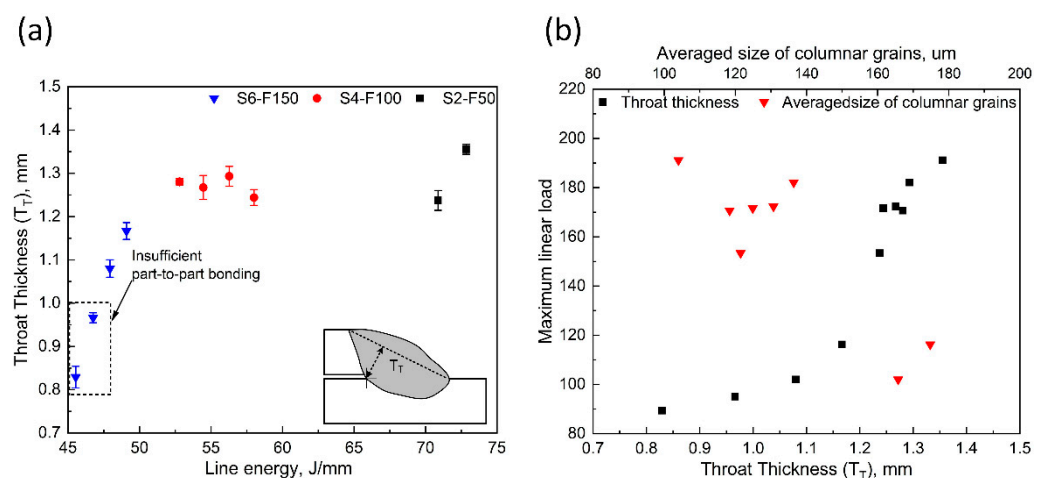 (a)
1.5
1.4
1.3
1.2
1.1
1.0
0.9
0.8
0.7
Throat Thickness (TT), mm
S6-F150 S4-F100 S2-F50
Insufficient
part-to-part bonding
TT
45 50 55 60 65 70 75
Line energy, J/mm
(b)
Averaged size of columnar grains, um
80 100 120 140 160 180 200
220
200
180
160
140
120
100
80
Maximum linear load
Throat thickness Averagedsize of columnar grains
0.7 0.8 0.9 1.0 1.1 1.2 1.3 1.4 1.5
Throat Thickness (TT), mm